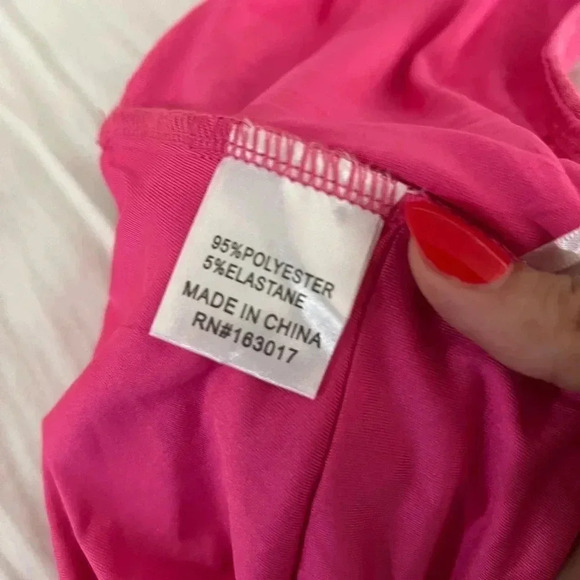 95%POLYESTER
5%ELASTANE
MADE IN CHINA
RN#163017